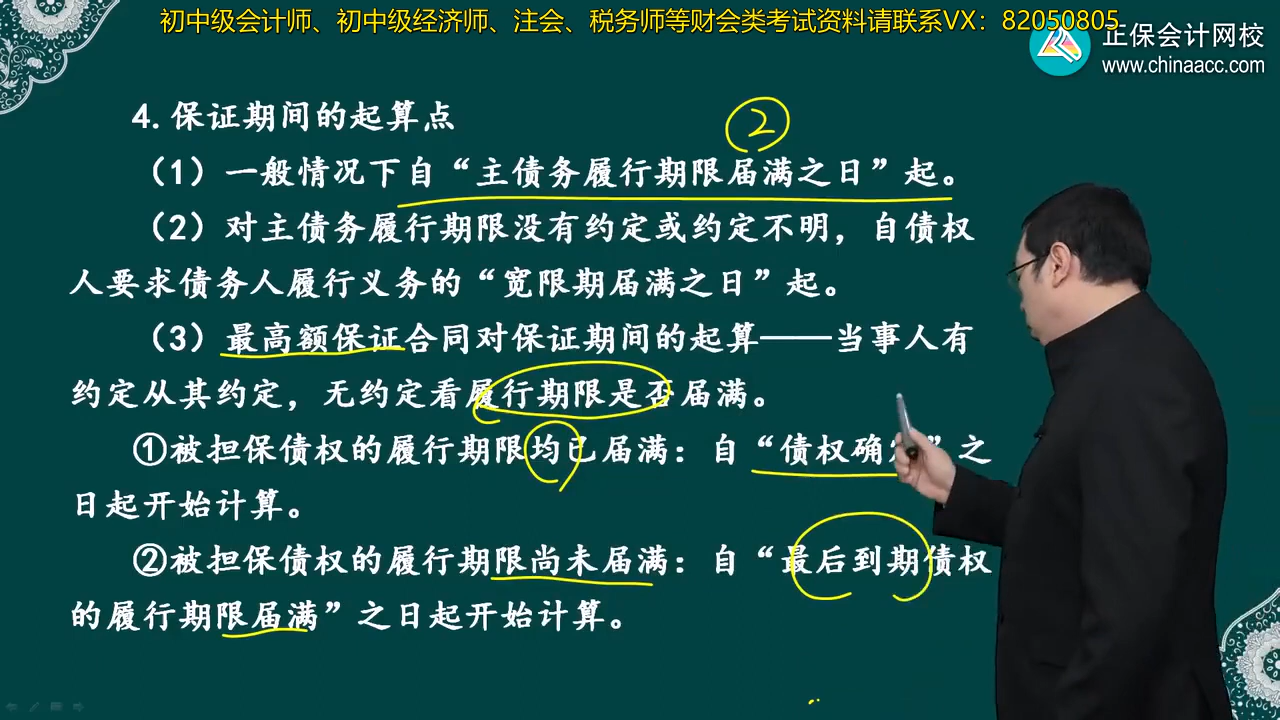 初中级会计师、初中级经济师、注会、税务师等财会类考试资料请联系VX：82050805
正保会计网校
www.chinaacc.com
4.保证期间的起算点
②
（1）一般情况下自“主债务履行期限届满之日”起。
（2）对主债务履行期限没有约定或约定不明，自债权
人要求债务人履行义务的“宽限期届满之日”起。
（3）最高额保证合同对保证期间的起算——当事人有
约定从其约定，无约定看履行期限是否届满。
①被担保债权的履行期限均已届满：自“债权确定”之
日起开始计算。
②被担保债权的履行期限尚未届满：自“最后到期债权
的履行期限届满”之日起开始计算。